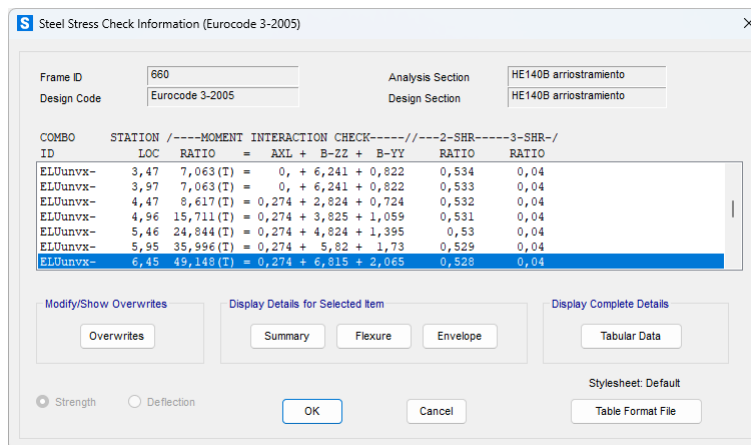 Steel Stress Check Information (Eurocode 3-2005)
Frame ID 660 Analysis Section HE140B arriostramiento
Design Code Eurocode 3-2005 Design Section HE140B arriostramiento
COMBO STATION /----MOMENT INTERACTION CHECK-----//---2-SHR-----3-SHR-/
ID LOC RATIO = AXL + B-ZZ + B-YY RATIO RATIO
ELUunvx- 3,47 7,063(T) = 0, + 6,241 + 0,822 0,534 0,04
ELUunvx- 3,97 7,063(T) = 0, + 6,241 + 0,822 0,533 0,04
ELUunvx- 4,47 8,617(T) = 0,274 + 2,824 + 0,724 0,532 0,04
ELUunvx- 4,96 15,711(T) = 0,274 + 3,825 + 1,059 0,531 0,04
ELUunvx- 5,46 24,844(T) = 0,274 + 4,824 + 1,395 0,53 0,04
ELUunvx- 5,95 35,996(T) = 0,274 + 5,82 + 1,73 0,529 0,04
ELUunvx- 6,45 49,148(T) = 0,274 + 6,815 + 2,065 0,528 0,04
Modify/Show Overwrites Display Details for Selected Item Display Complete Details
Overwrites Summary Flexure Envelope Tabular Data
Stylesheet: Default
Strength Deflection OK Cancel Table Format File